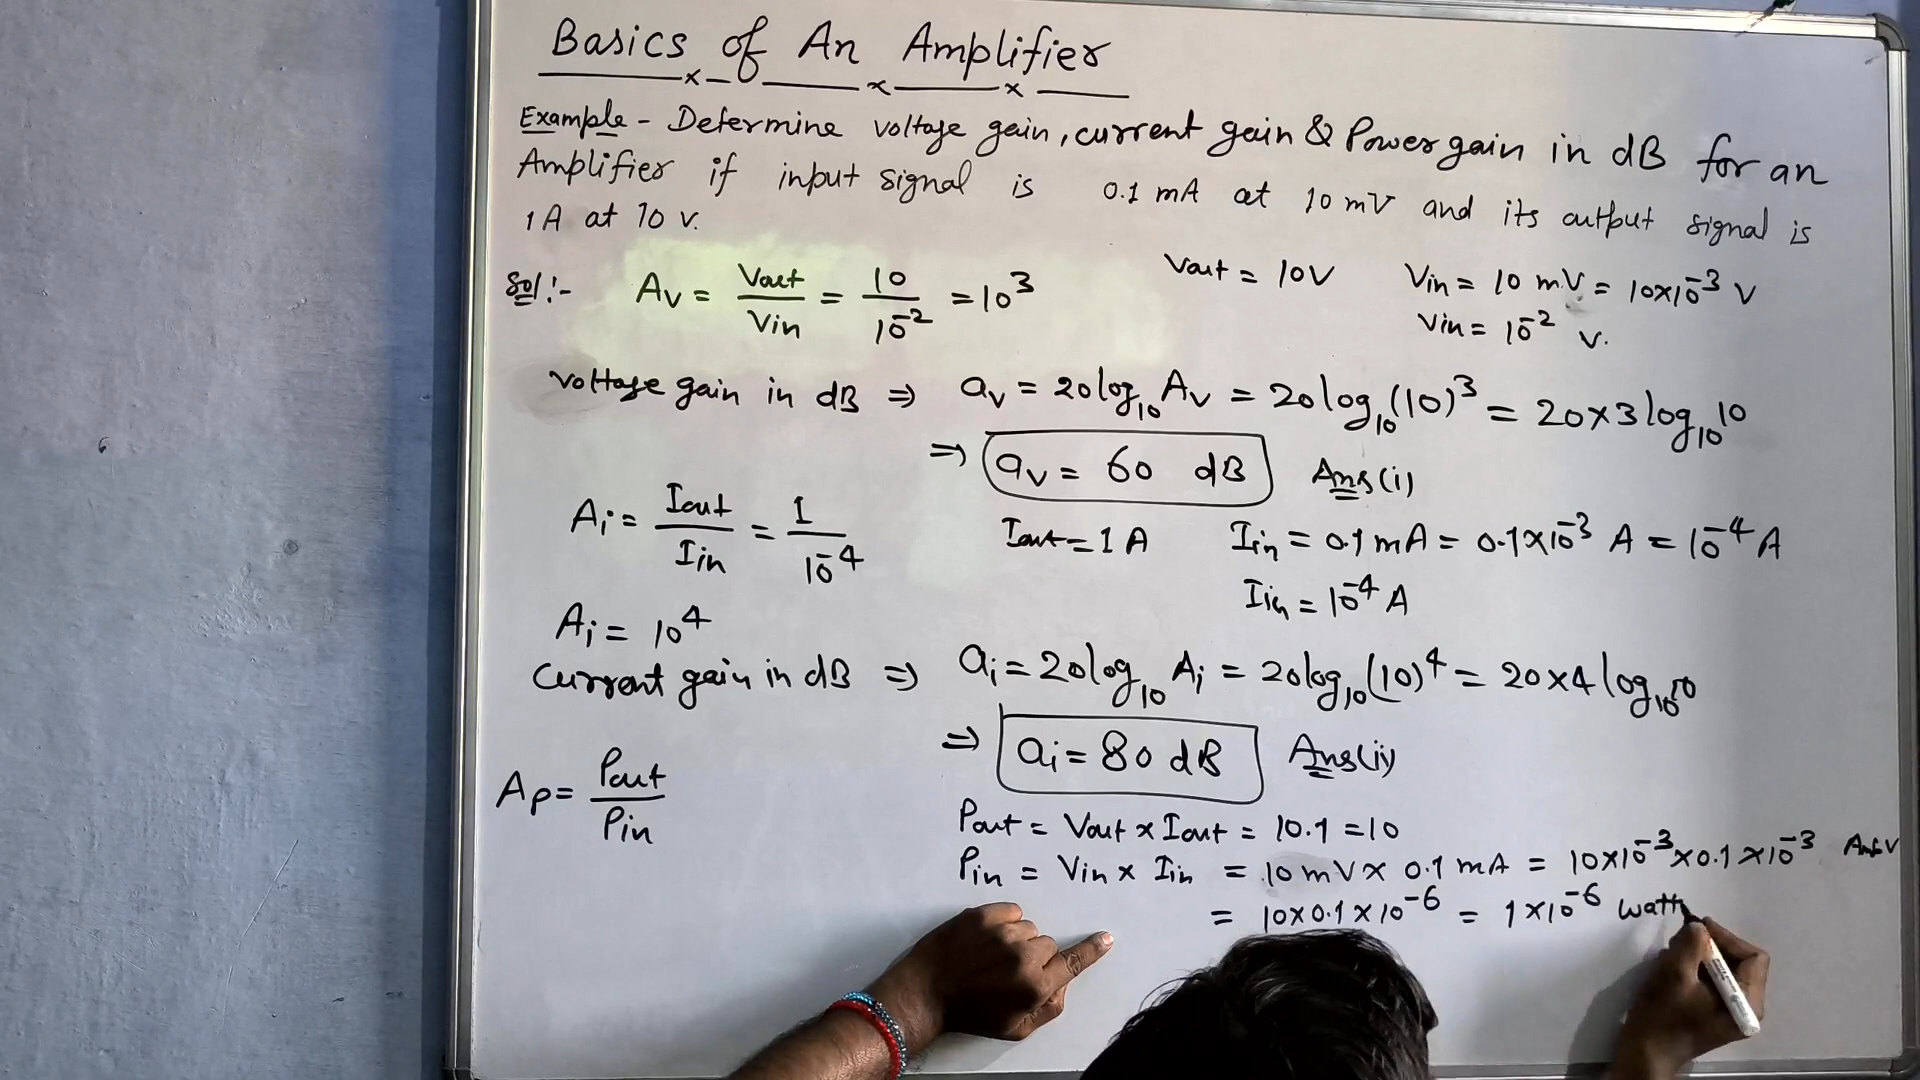 Basics of An Amplifier
Example - Determine voltage gain, current gain & Power gain in dB for an
Amplifier if input signal is 0.1 mA at 10 mV and its output signal is
1 A at 10 V.
Sol:- Av = Vout/Vin = 10/10⁻² = 10³
Vout = 10V Vin = 10 mV = 10×10⁻³ V
Vin = 10⁻² V.
Voltage gain in dB ⇒ av = 20log₁₀ Av = 20log₁₀(10)³ = 20×3log₁₀10
⇒ av = 60 dB Ans(i)
Ai = Iout/Iin = 1/10⁻⁴
Iout = 1 A Iin = 0.1 mA = 0.1×10⁻³ A = 10⁻⁴ A
Iin = 10⁻⁴ A
Ai = 10⁴
Current gain in dB ⇒ ai = 20log₁₀ Ai = 20log₁₀(10)⁴ = 20×4log₁₀10
⇒ ai = 80 dB Ans(ii)
Ap = Pout/Pin
Pout = Vout × Iout = 10.1 = 10
Pin = Vin × Iin = 10 mV × 0.1 mA = 10×10⁻³×0.1×10⁻³
= 10×0.1×10⁻⁶ = 1×10⁻⁶ watt